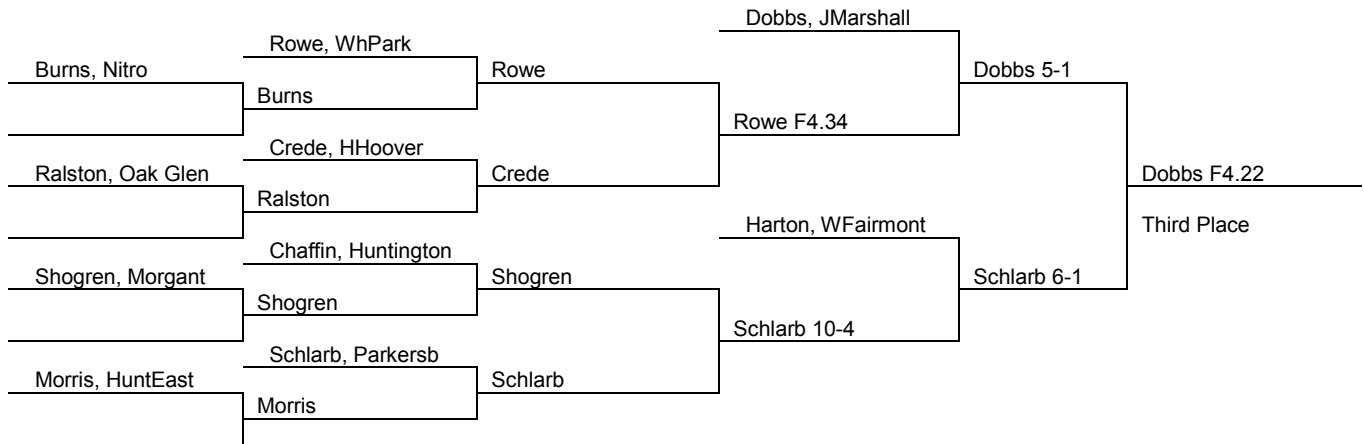 Dobbs, JMarshall
Rowe, WhPark
Burns, Nitro
Rowe
Dobbs 5-1
Burns
Rowe F4.34
Crede, HHoover
Ralston, Oak Glen
Crede
Dobbs F4.22
Ralston
Harton, WFairmont
Third Place
Chaffin, Huntington
Shogren, Morgant
Shogren
Schlarb 6-1
Shogren
Schlarb 10-4
Schlarb, Parkersb
Morris, HuntEast
Schlarb
Morris